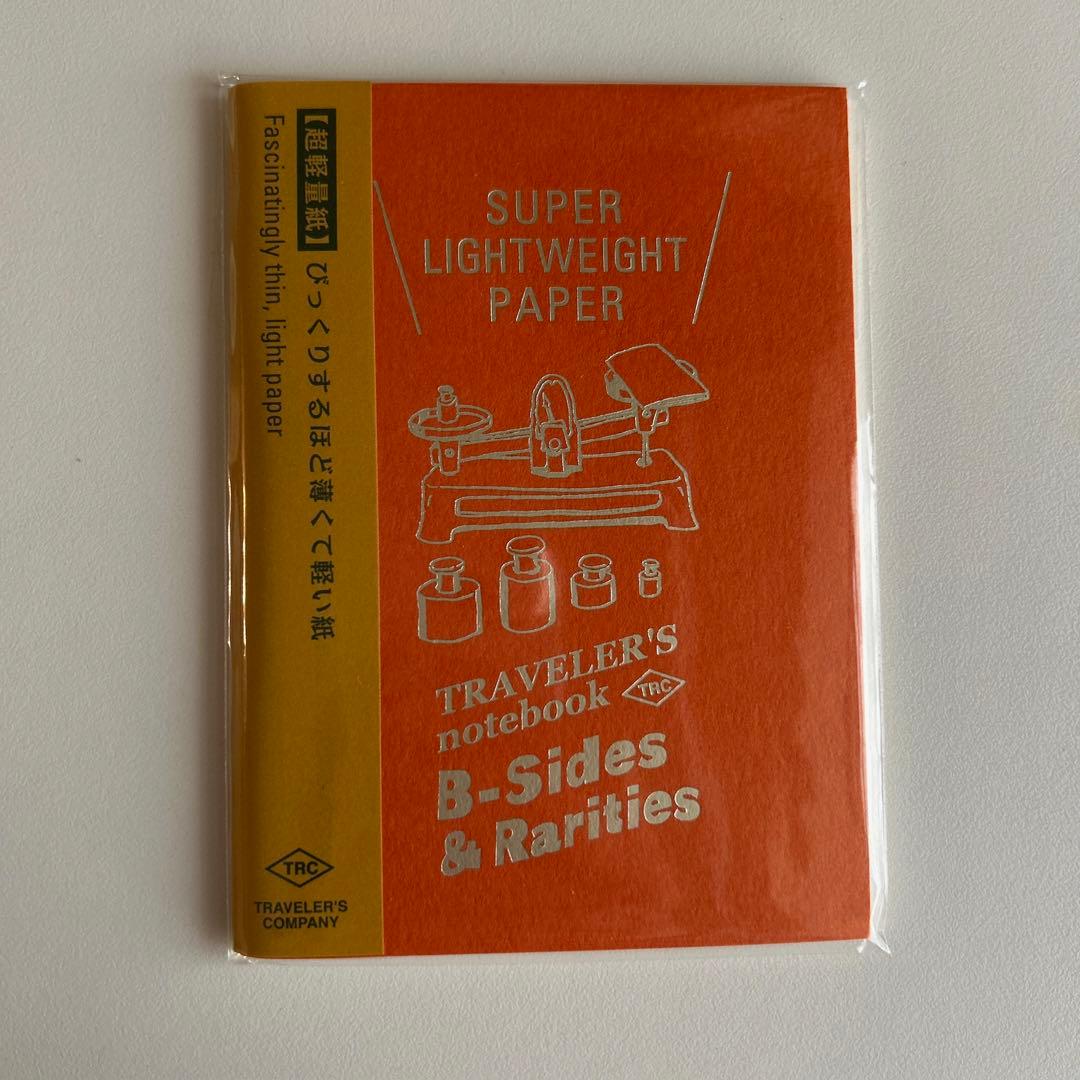 【超軽量紙】びっくりするほど薄くて軽い紙
Fascinatingly thin, light paper
TRC
TRAVELER'S
COMPANY
SUPER
LIGHTWEIGHT
PAPER
TRAVELER'S
notebook TRC
B-Sides
& Rarities